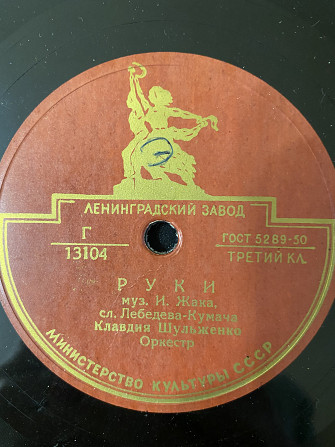 ЛЕНИНГРАДСКИЙ ЗАВОД
Г
13104
ГОСТ 5289-50
ТРЕТИЙ КЛ.
РУКИ
муз. И. Жака,
сл. Лебедева-Кумача
Клавдия Шульженко
Оркестр
МИНИСТЕРСТВО КУЛЬТУРЫ СССР